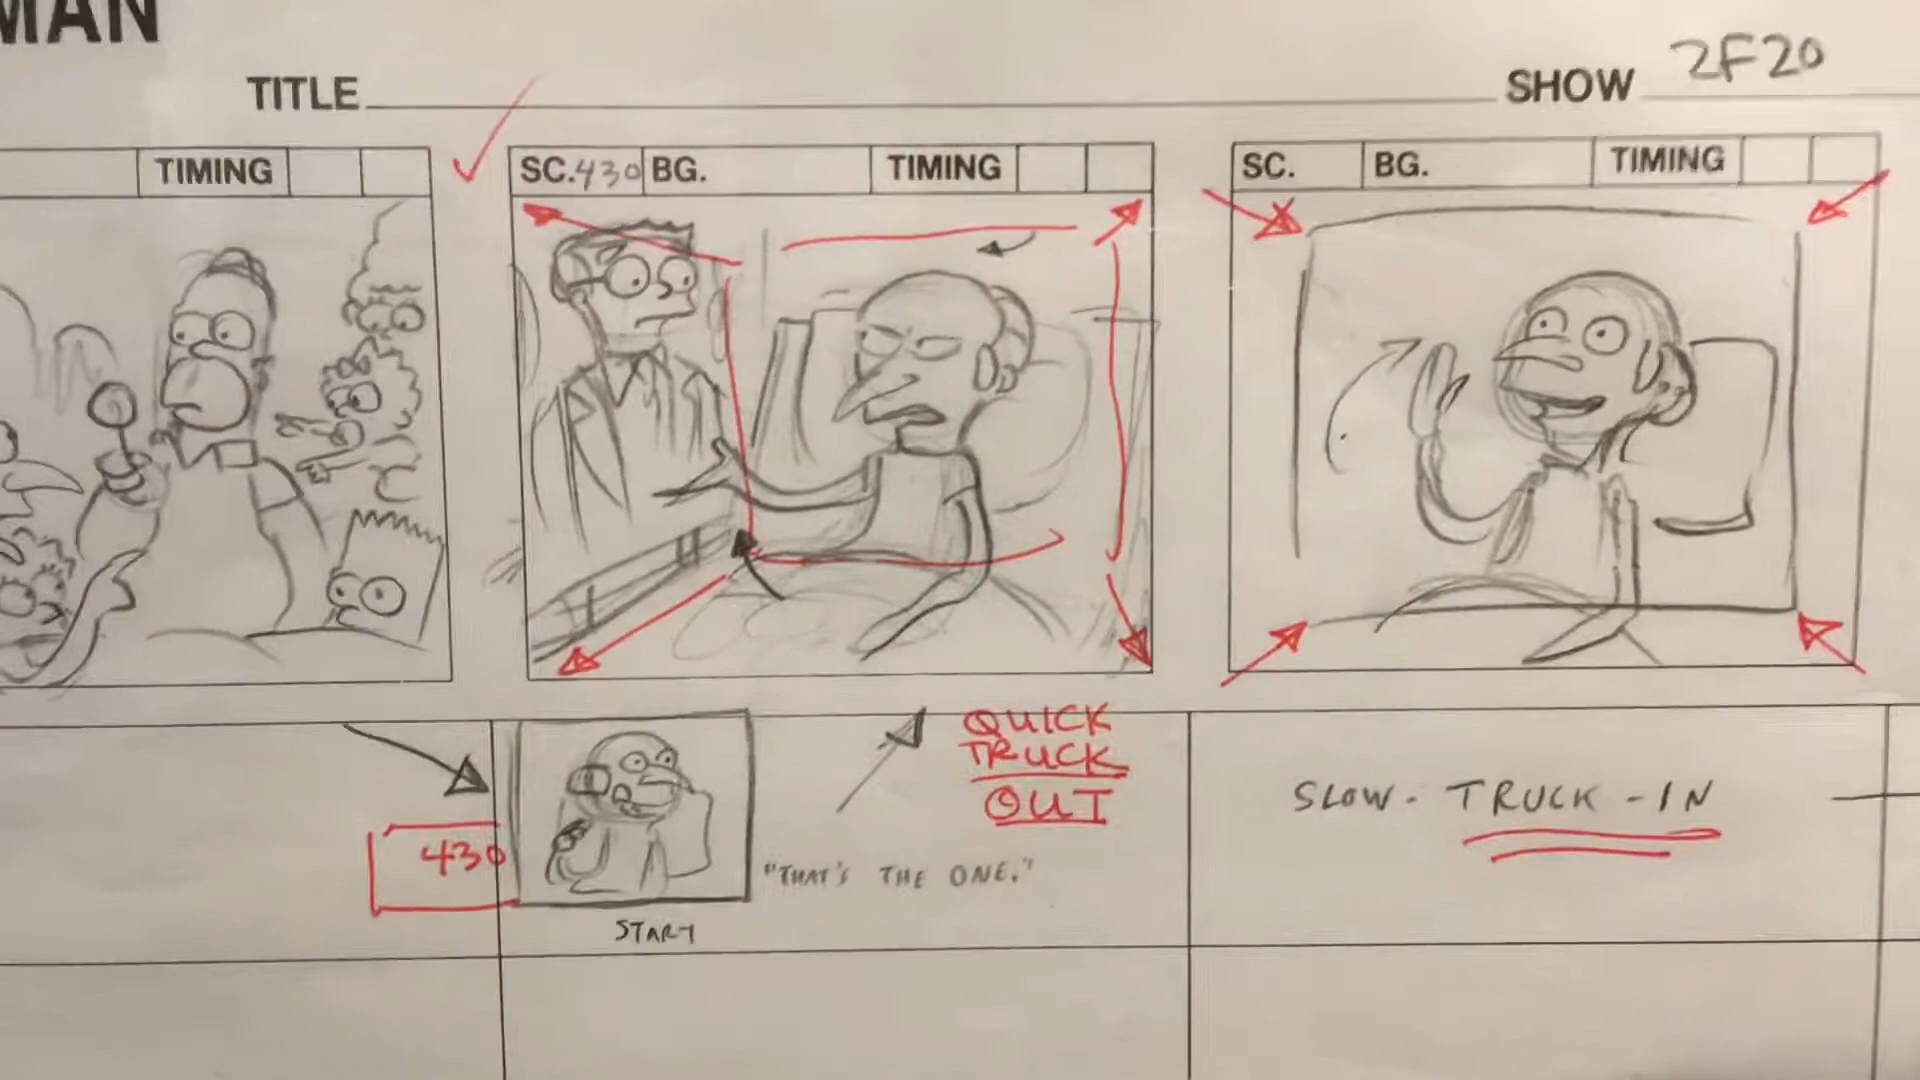 MAN
TITLE
SHOW 2F20
TIMING
SC.430 BG. TIMING
SC. BG. TIMING
QUICK
TRUCK
OUT
SLOW - TRUCK - IN
430
"THAT'S THE ONE."
START